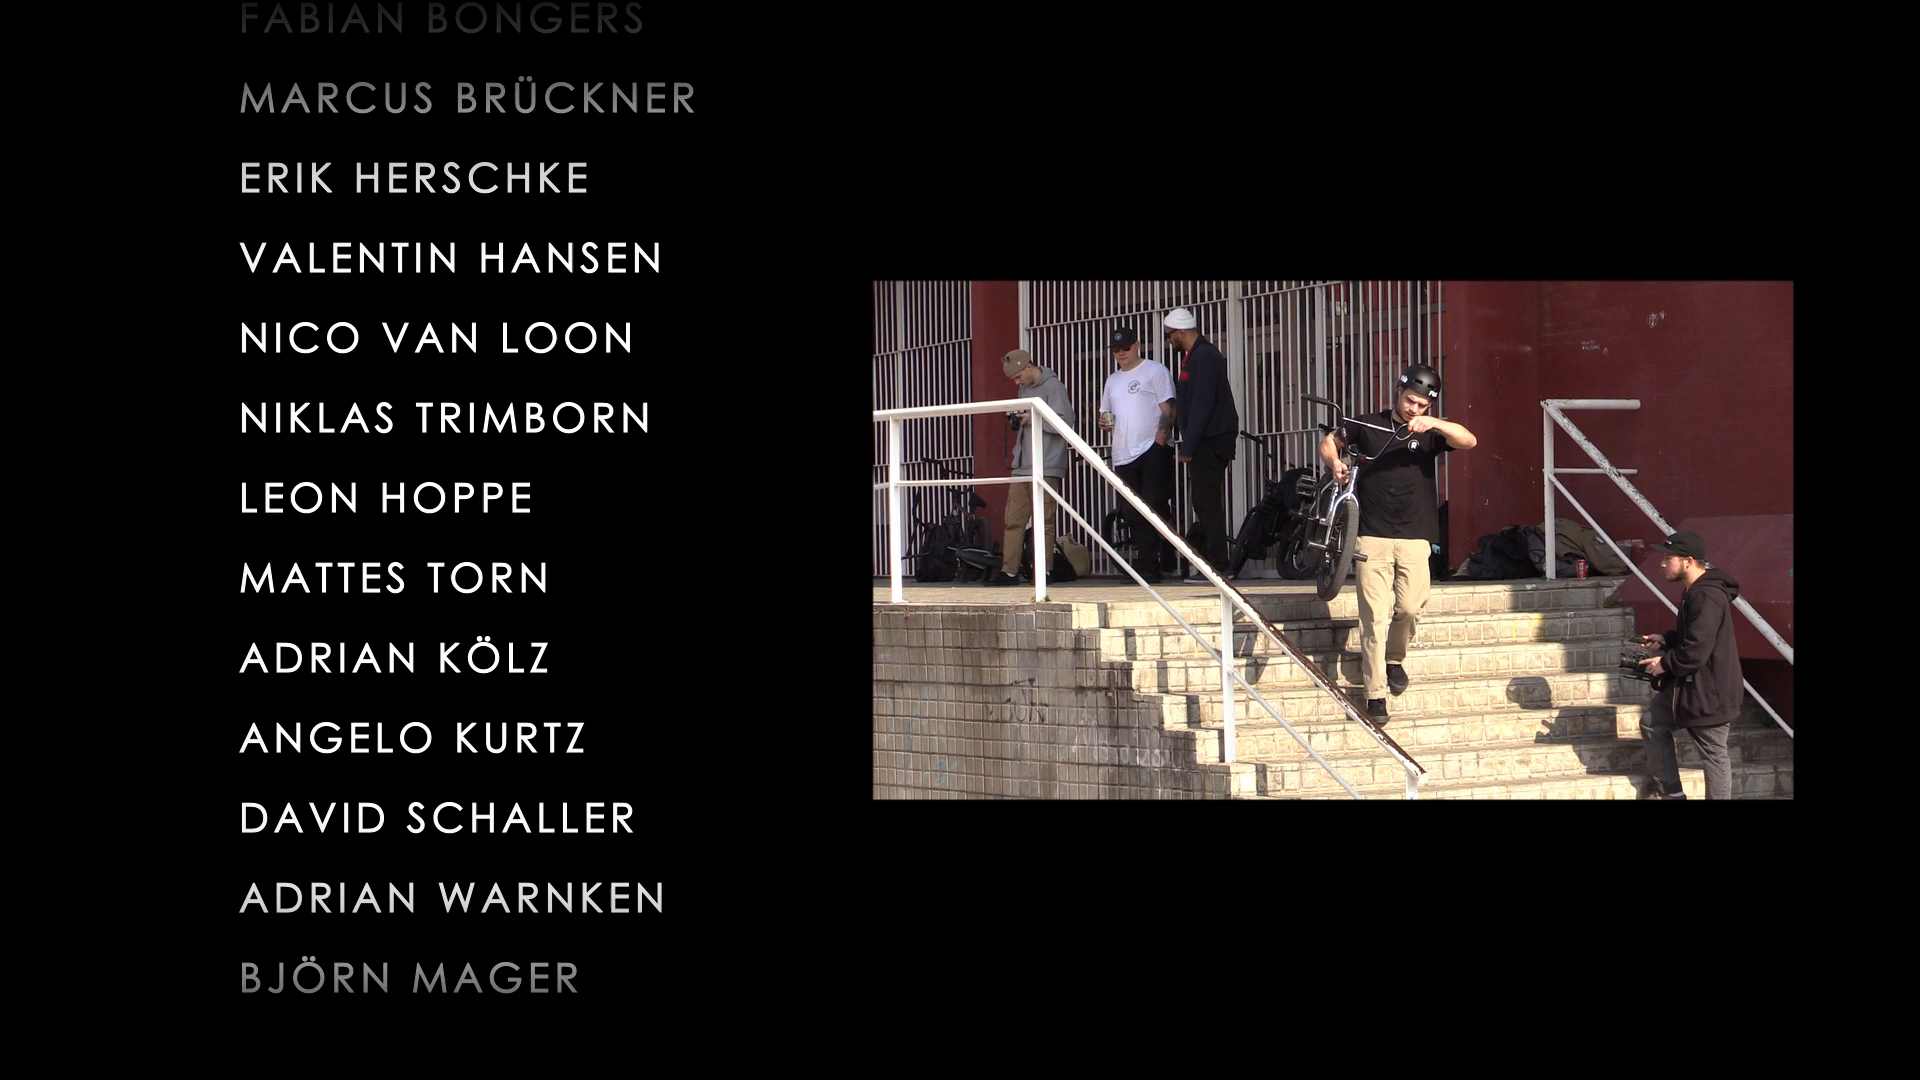 FABIAN BONGERS
MARCUS BRÜCKNER
ERIK HERSCHKE
VALENTIN HANSEN
NICO VAN LOON
NIKLAS TRIMBORN
LEON HOPPE
MATTES TORN
ADRIAN KÖLZ
ANGELO KURTZ
DAVID SCHALLER
ADRIAN WARNKEN
BJÖRN MAGER